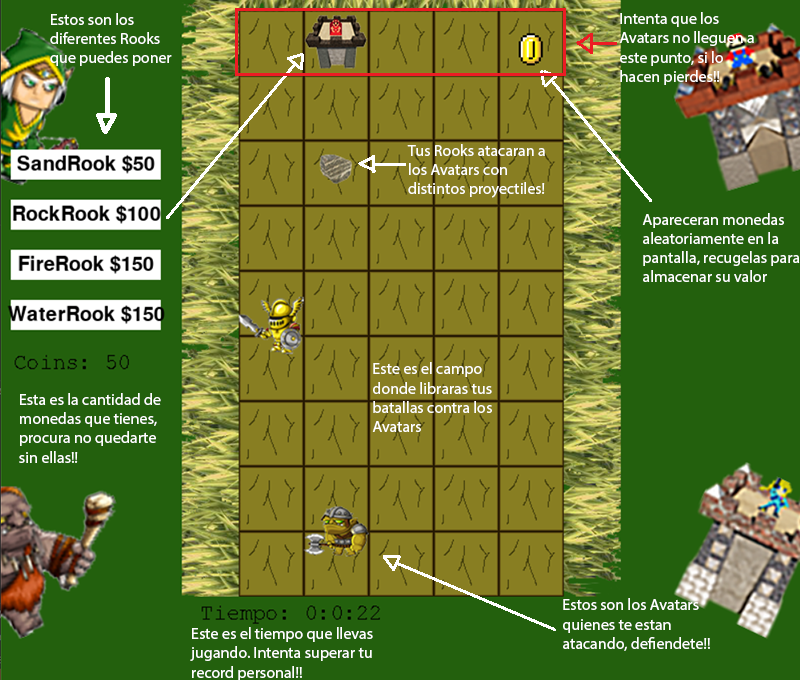 Estos son los
diferentes Rooks
que puedes poner
SandRook $50
RockRook $100
FireRook $150
WaterRook $150
Coins: 50
Esta es la cantidad de
monedas que tienes,
procura no quedarte
sin ellas!!
Tus Rooks atacaran a
los Avatars con
distintos proyectiles!
Este es el campo
donde libraras tus
batallas contra los
Avatars
Intenta que los
Avatars no lleguen a
este punto, si lo
hacen pierdes!!
Apareceran monedas
aleatoriamente en la
pantalla, recugelas para
almacenar su valor
Estos son los Avatars
quienes te estan
atacando, defiendete!!
Tiempo: 0:0:22
Este es el tiempo que llevas
jugando. Intenta superar tu
record personal!!